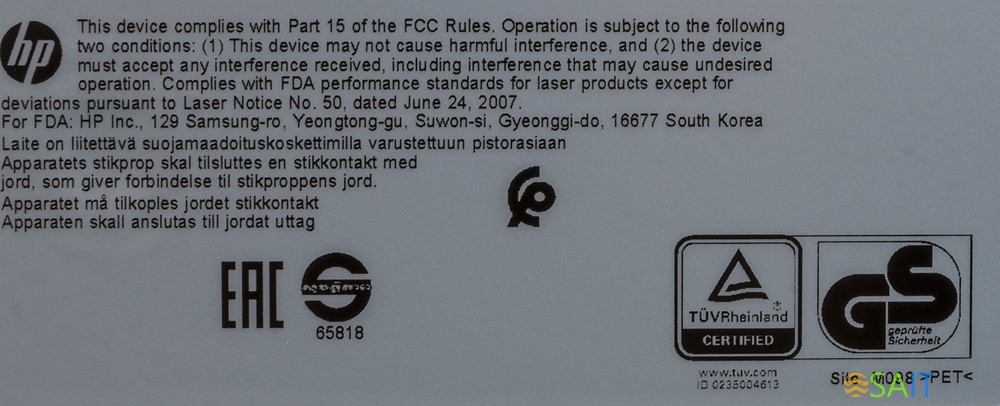 hp
This device complies with Part 15 of the FCC Rules. Operation is subject to the following
two conditions: (1) This device may not cause harmful interference, and (2) the device
must accept any interference received, including interference that may cause undesired
operation. Complies with FDA performance standards for laser products except for
deviations pursuant to Laser Notice No. 50, dated June 24, 2007.
For FDA: HP Inc., 129 Samsung-ro, Yeongtong-gu, Suwon-si, Gyeonggi-do, 16677 South Korea
Laite on liitettävä suojamaadoituskoskettimilla varustettuun pistorasiaan
Apparatets stikprop skal tilsluttes en stikkontakt med
jord, som giver forbindelse til stikproppens jord.
Apparatet må tilkoples jordet stikkontakt
Apparaten skall anslutas till jordat uttag
EAC
65818
TÜVRheinland
CERTIFIED
www.tuv.com
ID 0235004613
GS
geprüfte
Sicherheit
>PET<
SAIT